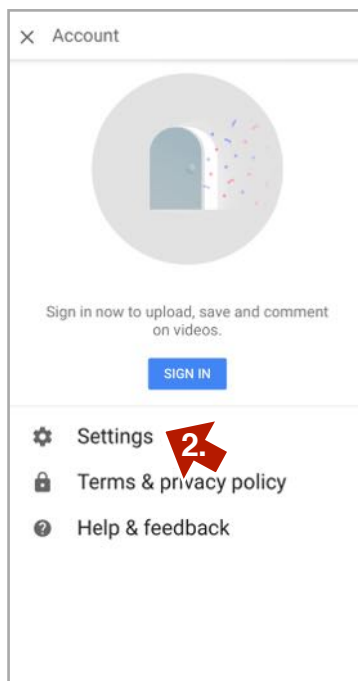 Account
Sign in now to upload, save and comment
on videos.
SIGN IN
Settings
2.
Terms & privacy policy
Help & feedback